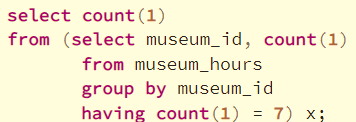 select count(1)
from (select museum_id, count(1)
from museum_hours
group by museum_id
having count(1) = 7) x;